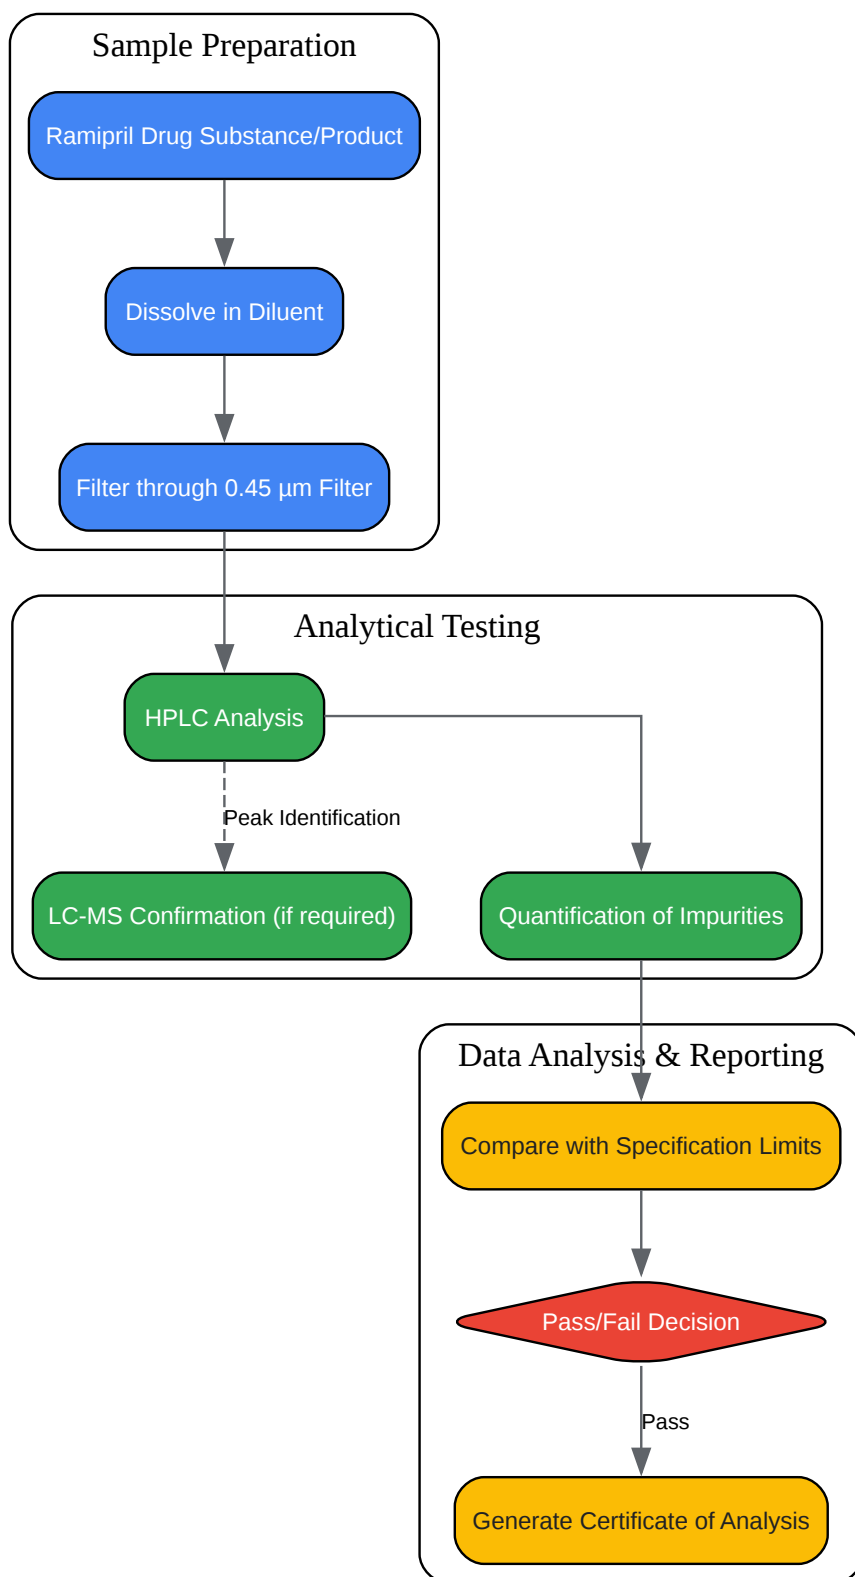 Sample Preparation
Ramipril Drug Substance/Product
Dissolve in Diluent
Filter through 0.45 µm Filter
Analytical Testing
HPLC Analysis
Peak Identification
LC-MS Confirmation (if required)
Quantification of Impurities
Data Analysis & Reporting
Compare with Specification Limits
Pass/Fail Decision
Pass
Generate Certificate of Analysis